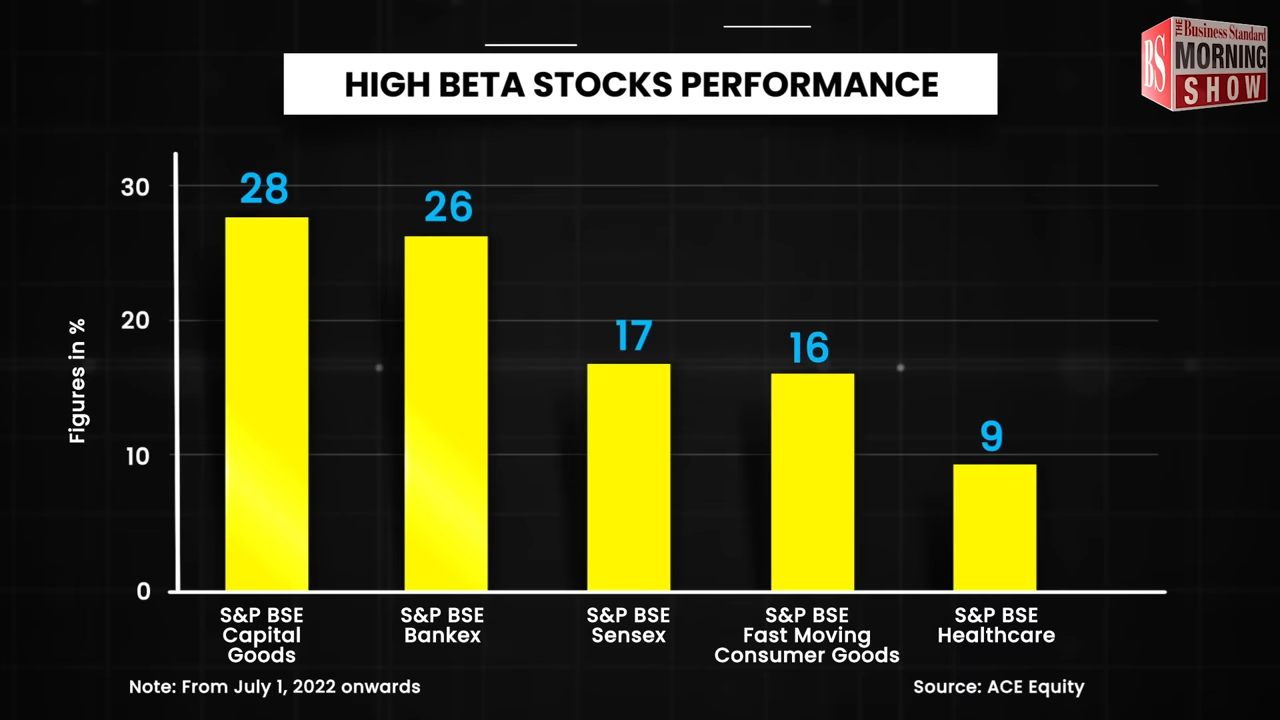 THE Business Standard
BS
MORNING
SHOW
HIGH BETA STOCKS PERFORMANCE
Figures in %
30
20
10
0
28
26
17
16
9
S&P BSE
Capital
Goods
S&P BSE
Bankex
S&P BSE
Sensex
S&P BSE
Fast Moving
Consumer Goods
S&P BSE
Healthcare
Note: From July 1, 2022 onwards
Source: ACE Equity